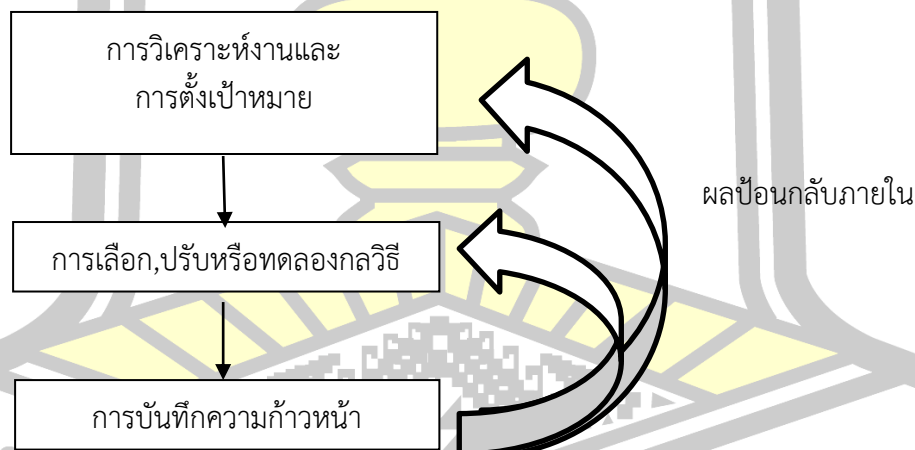 การวิเคราะห์งานและ
การตั้งเป้าหมาย
ผลป้อนกลับภายใน
การเลือก,ปรับหรือทดลองกลวิธี
การบันทึกความก้าวหน้า